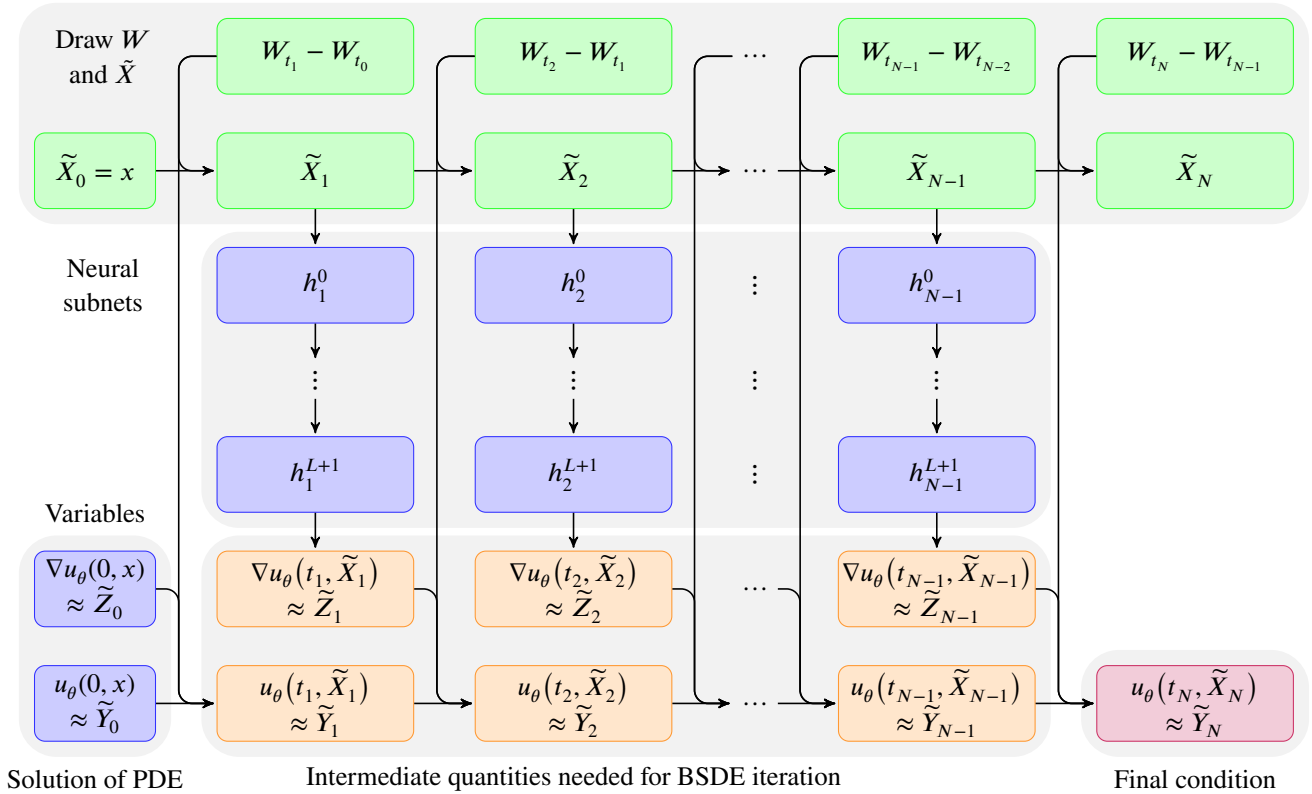 Draw W
and X̃
W_{t_1} − W_{t_0}
W_{t_2} − W_{t_1}
⋯
W_{t_{N−1}} − W_{t_{N−2}}
W_{t_N} − W_{t_{N−1}}
X̃_0 = x
X̃_1
X̃_2
⋯
X̃_{N−1}
X̃_N
Neural
subnets
h_1^0
h_2^0
⋮
h_{N−1}^0
⋮
⋮
⋮
⋮
h_1^{L+1}
h_2^{L+1}
⋮
h_{N−1}^{L+1}
Variables
∇u_θ(0, x)
≈ Z̃_0
∇u_θ(t_1, X̃_1)
≈ Z̃_1
∇u_θ(t_2, X̃_2)
≈ Z̃_2
⋯
∇u_θ(t_{N−1}, X̃_{N−1})
≈ Z̃_{N−1}
u_θ(0, x)
≈ Ỹ_0
u_θ(t_1, X̃_1)
≈ Ỹ_1
u_θ(t_2, X̃_2)
≈ Ỹ_2
⋯
u_θ(t_{N−1}, X̃_{N−1})
≈ Ỹ_{N−1}
u_θ(t_N, X̃_N)
≈ Ỹ_N
Solution of PDE
Intermediate quantities needed for BSDE iteration
Final condition